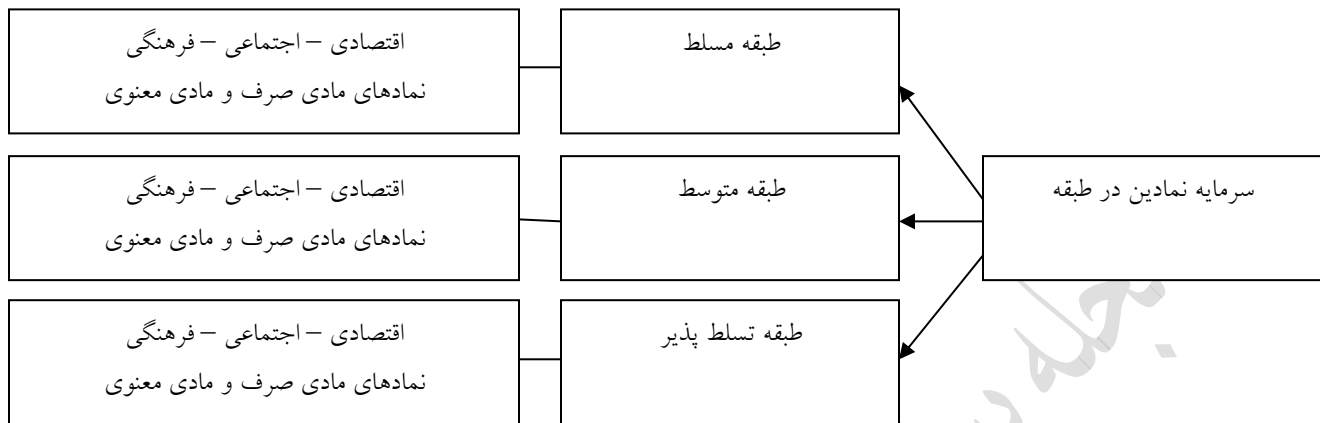 سرمایه نمادین در طبقه
طبقه مسلط
اقتصادی – اجتماعی – فرهنگی
نمادهای مادی صرف و مادی معنوی
طبقه متوسط
اقتصادی – اجتماعی – فرهنگی
نمادهای مادی صرف و مادی معنوی
طبقه تسلط پذیر
اقتصادی – اجتماعی – فرهنگی
نمادهای مادی صرف و مادی معنوی